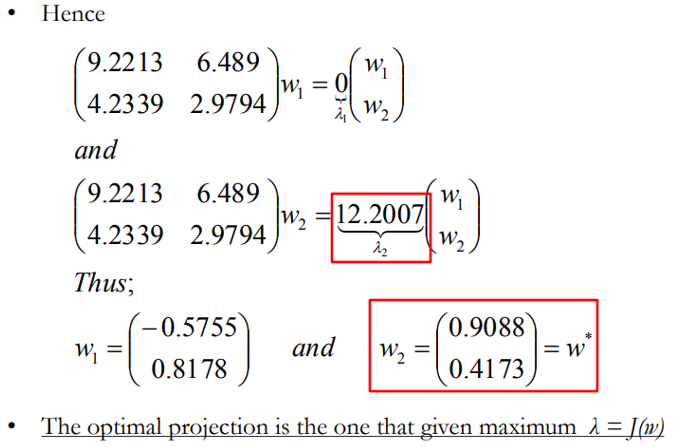 • Hence
(9.2213 6.489
4.2339 2.9794) w₁ = 0 (w₁
w₂)
λ₁
and
(9.2213 6.489
4.2339 2.9794) w₂ = 12.2007 (w₁
w₂)
λ₂
Thus;
w₁ = (−0.5755
0.8178) and w₂ = (0.9088
0.4173) = w*
• The optimal projection is the one that given maximum λ = J(w)